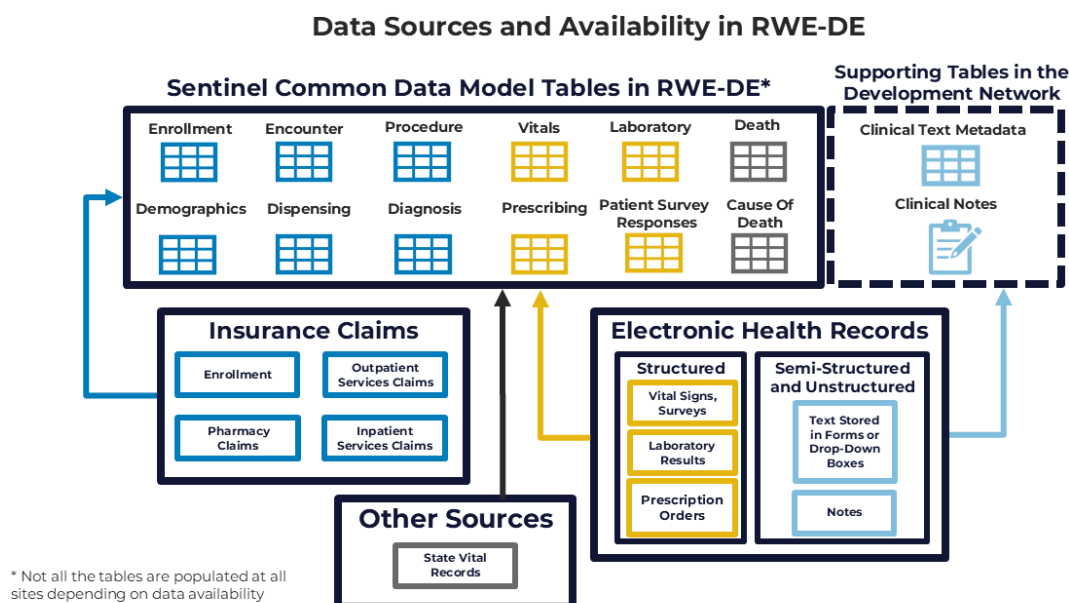 Data Sources and Availability in RWE-DE
Sentinel Common Data Model Tables in RWE-DE*
Supporting Tables in the
Development Network
Enrollment
Encounter
Procedure
Vitals
Laboratory
Death
Clinical Text Metadata
Demographics
Dispensing
Diagnosis
Prescribing
Patient Survey
Responses
Cause Of
Death
Clinical Notes
Insurance Claims
Enrollment
Outpatient
Services Claims
Pharmacy
Claims
Inpatient
Services Claims
Other Sources
State Vital
Records
Electronic Health Records
Structured
Vital Signs,
Surveys
Laboratory
Results
Prescription
Orders
Semi-Structured
and Unstructured
Text Stored
in Forms or
Drop-Down
Boxes
Notes
* Not all the tables are populated at all
sites depending on data availability